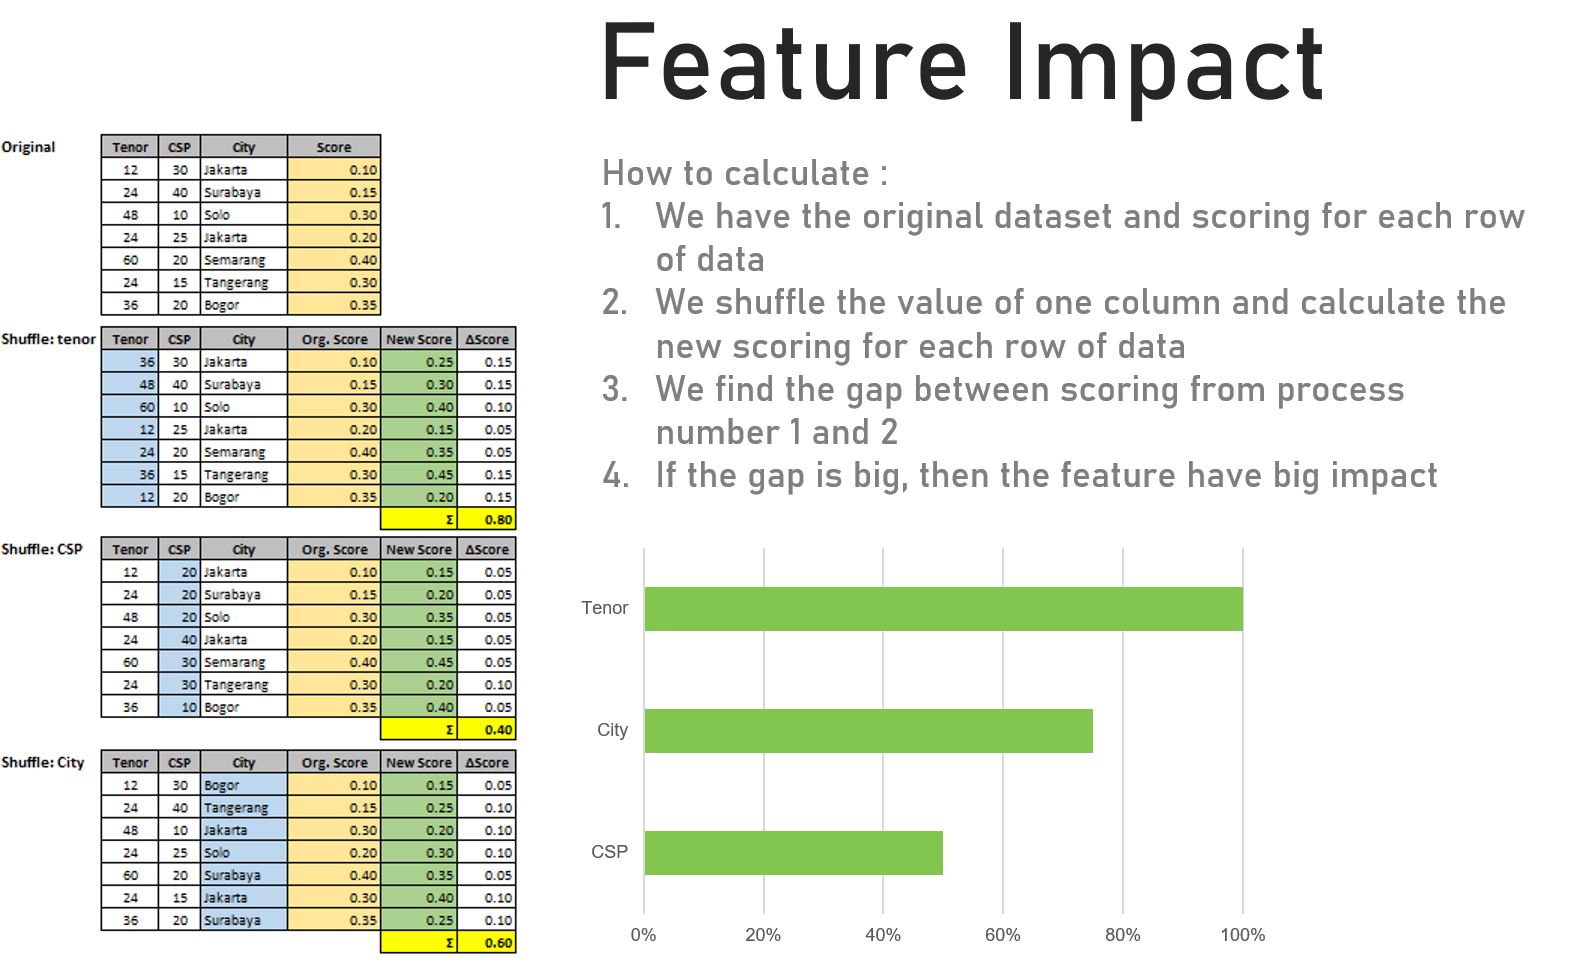 Feature Impact
How to calculate :
1. We have the original dataset and scoring for each row
of data
2. We shuffle the value of one column and calculate the
new scoring for each row of data
3. We find the gap between scoring from process
number 1 and 2
4. If the gap is big, then the feature have big impact
Original Tenor CSP City Score
12 30 Jakarta 0.10
24 40 Surabaya 0.15
48 10 Solo 0.30
24 25 Jakarta 0.20
60 20 Semarang 0.40
24 15 Tangerang 0.30
36 20 Bogor 0.35
Shuffle: tenor Tenor CSP City Org. Score New Score ΔScore
36 30 Jakarta 0.10 0.25 0.15
48 40 Surabaya 0.15 0.30 0.15
60 10 Solo 0.30 0.40 0.10
12 25 Jakarta 0.20 0.15 0.05
24 20 Semarang 0.40 0.35 0.05
36 15 Tangerang 0.30 0.45 0.15
12 20 Bogor 0.35 0.20 0.15
Σ 0.80
Shuffle: CSP Tenor CSP City Org. Score New Score ΔScore
12 20 Jakarta 0.10 0.15 0.05
24 20 Surabaya 0.15 0.20 0.05
48 20 Solo 0.30 0.35 0.05
24 40 Jakarta 0.20 0.15 0.05
60 30 Semarang 0.40 0.45 0.05
24 30 Tangerang 0.30 0.20 0.10
36 10 Bogor 0.35 0.40 0.05
Σ 0.40
Shuffle: City Tenor CSP City Org. Score New Score ΔScore
12 30 Bogor 0.10 0.15 0.05
24 40 Tangerang 0.15 0.25 0.10
48 10 Jakarta 0.30 0.20 0.10
24 25 Solo 0.20 0.30 0.10
60 20 Surabaya 0.40 0.35 0.05
24 15 Jakarta 0.30 0.40 0.10
36 20 Surabaya 0.35 0.25 0.10
Σ 0.60
Tenor
City
CSP
0% 20% 40% 60% 80% 100%